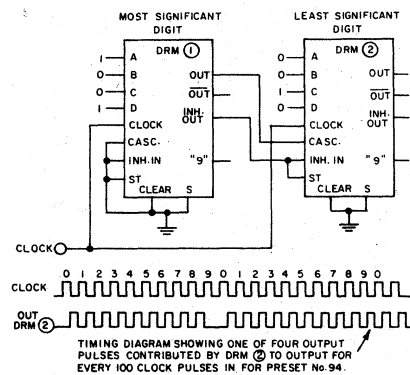 MOST SIGNIFICANT DIGIT
LEAST SIGNIFICANT DIGIT
DRM 1
1 A
0 B
0 C
1 D
CLOCK
CASC.
INH. IN
ST
OUT
OUT
INH. OUT
"9"
CLEAR S
DRM 2
0 A
0 B
1 C
0 D
CLOCK
CASC.
INH. IN
ST
OUT
OUT
INH. OUT
"9"
CLEAR S
CLOCK
0 1 2 3 4 5 6 7 8 9 0 1 2 3 4 5 6 7 8 9 0
CLOCK
OUT
DRM 2
TIMING DIAGRAM SHOWING ONE OF FOUR OUTPUT
PULSES CONTRIBUTED BY DRM 2 TO OUTPUT FOR
EVERY 100 CLOCK PULSES IN, FOR PRESET No. 94.